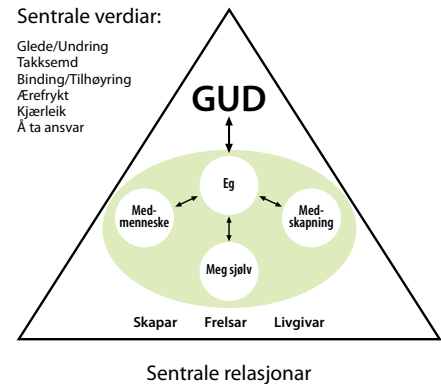 Sentrale verdiar:
Glede/Undring
Takksemd
Binding/Tilhøyring
Ærefrykt
Kjærleik
Å ta ansvar
GUD
Eg
Med-
menneske
Med-
skapning
Meg sjølv
Skapar Frelsar Livgivar
Sentrale relasjonar